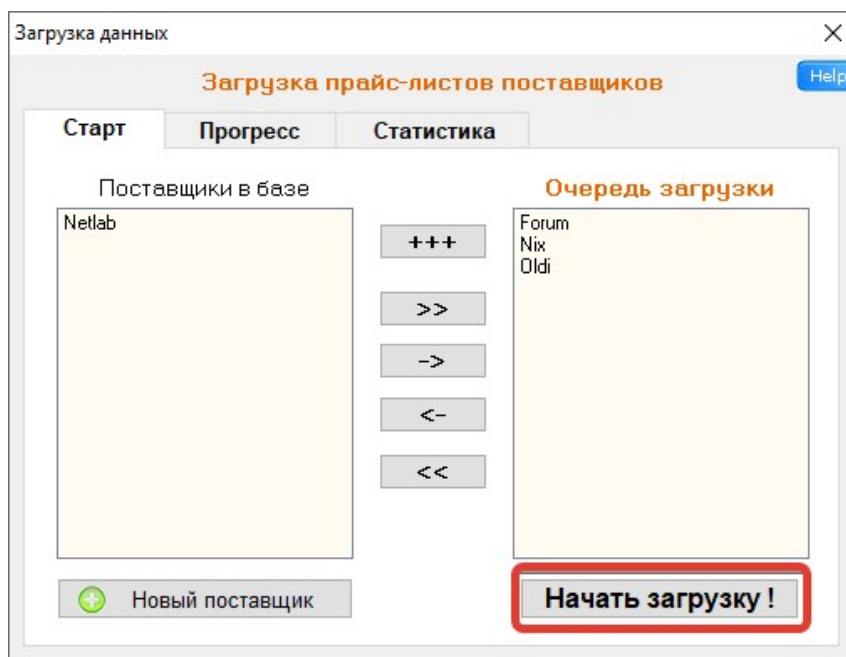 Загрузка данных
Загрузка прайс-листов поставщиков
Help
Старт
Прогресс
Статистика
Поставщики в базе
Netlab
+++
>>
->
<-
<<
Очередь загрузки
Forum
Nix
Oldi
Новый поставщик
Начать загрузку !